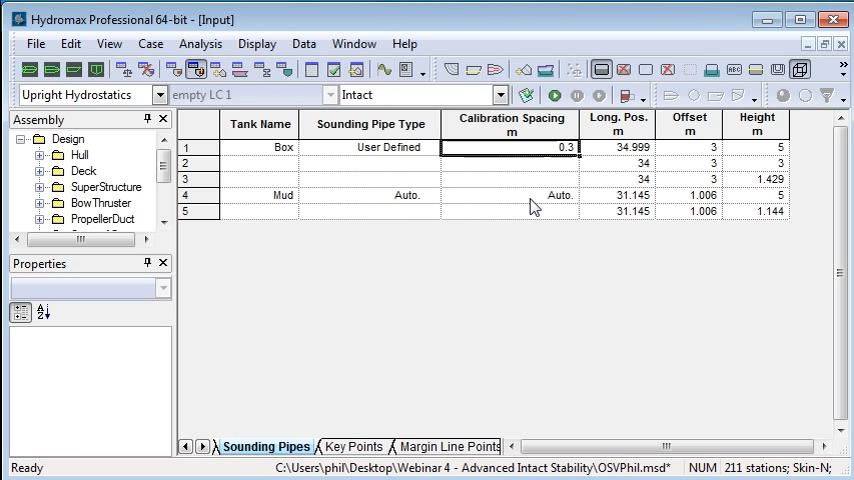 Hydromax Professional 64-bit - [Input]
File Edit View Case Analysis Display Data Window Help
Upright Hydrostatics empty LC 1 Intact
Assembly
Design
Hull
Deck
SuperStructure
BowThruster
PropellerDuct
Properties
Tank Name Sounding Pipe Type Calibration Spacing m Long. Pos. m Offset m Height m
1 Box User Defined 0.3 34.999 3 5
2 34 3 3
3 34 3 1.429
4 Mud Auto. Auto. 31.145 1.006 5
5 31.145 1.006 1.144
Sounding Pipes Key Points Margin Line Points
Ready C:\Users\phil\Desktop\Webinar 4 - Advanced Intact Stability\OSVPhil.msd* NUM 211 stations; Skin-N;